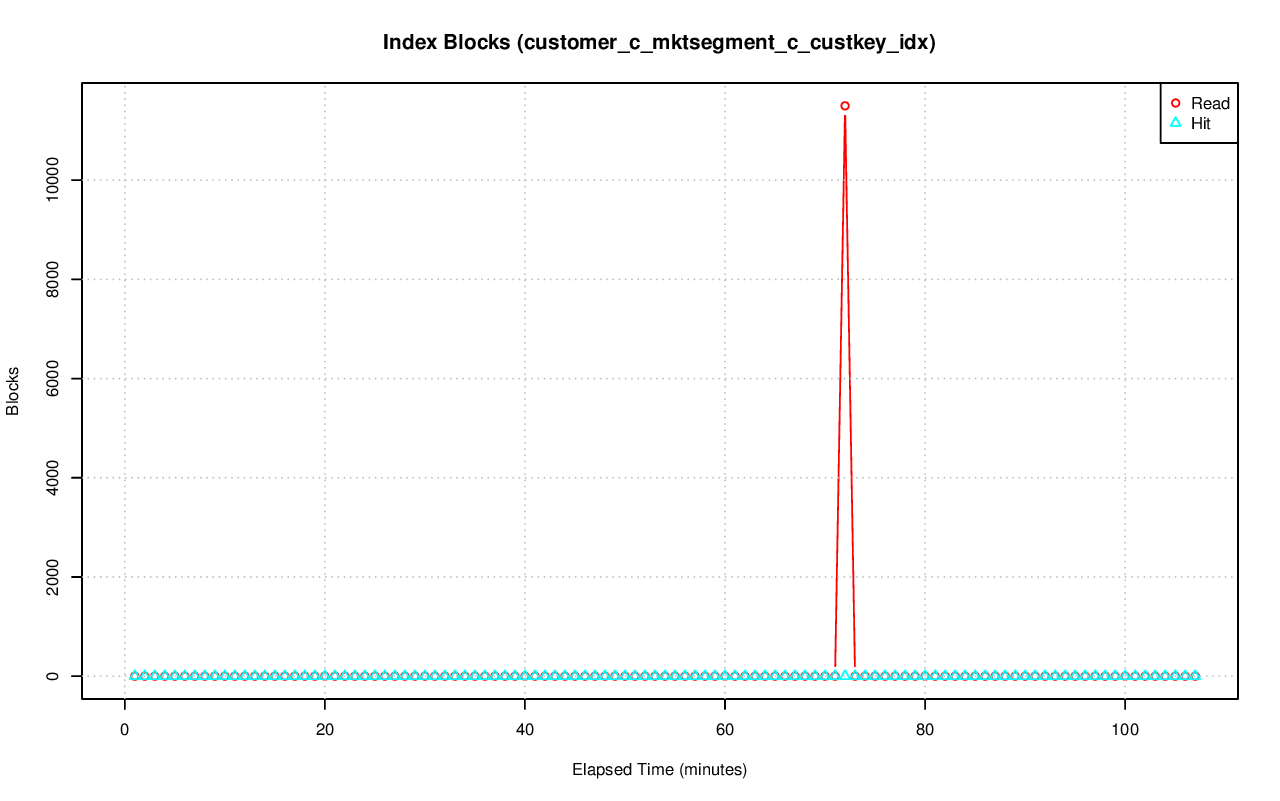 Index Blocks (customer_c_mktsegment_c_custkey_idx)
Read
Hit
10000
8000
6000
4000
2000
0
Blocks
0 20 40 60 80 100
Elapsed Time (minutes)